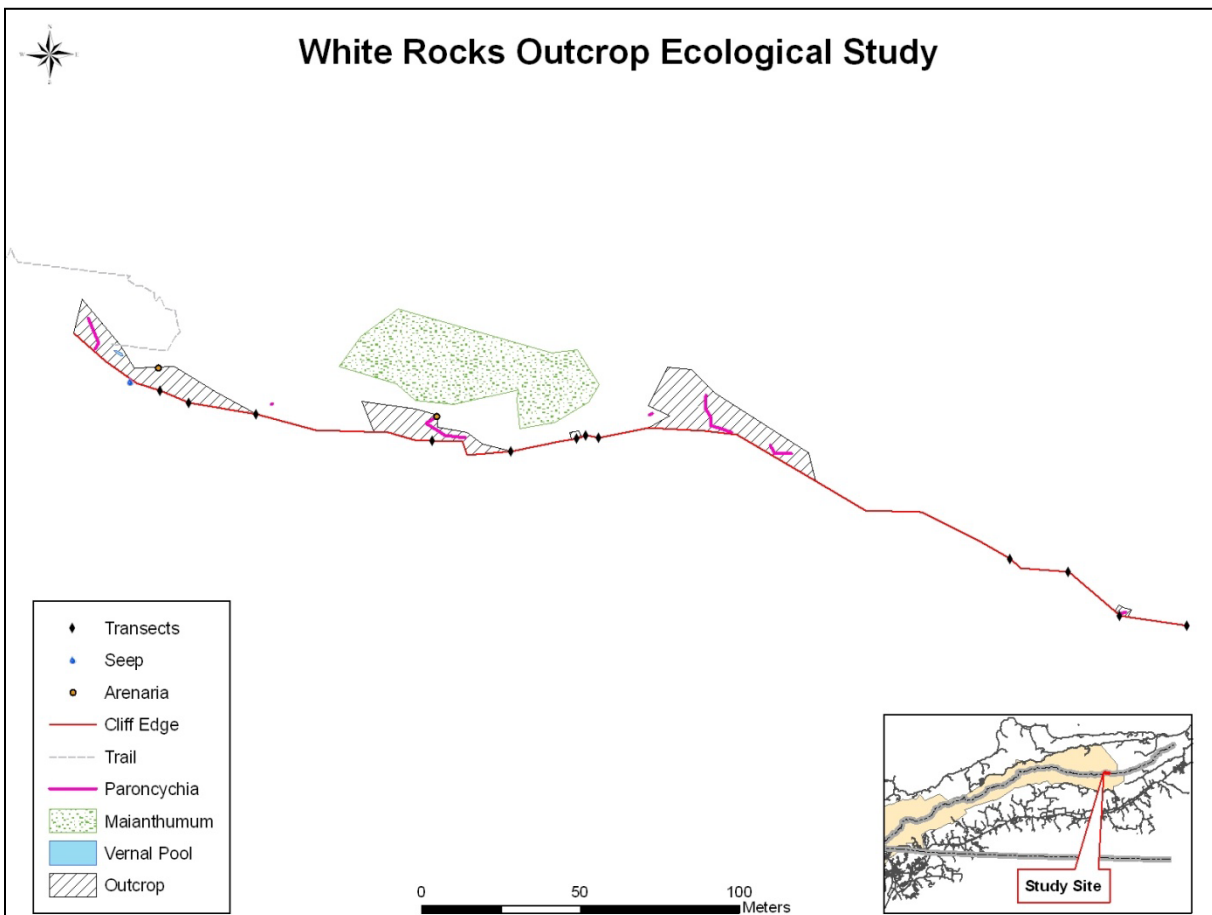 White Rocks Outcrop Ecological Study
N
W
E
S
Transects
Seep
Arenaria
Cliff Edge
Trail
Paroncychia
Maianthumum
Vernal Pool
Outcrop
0 50 100
Meters
Study Site